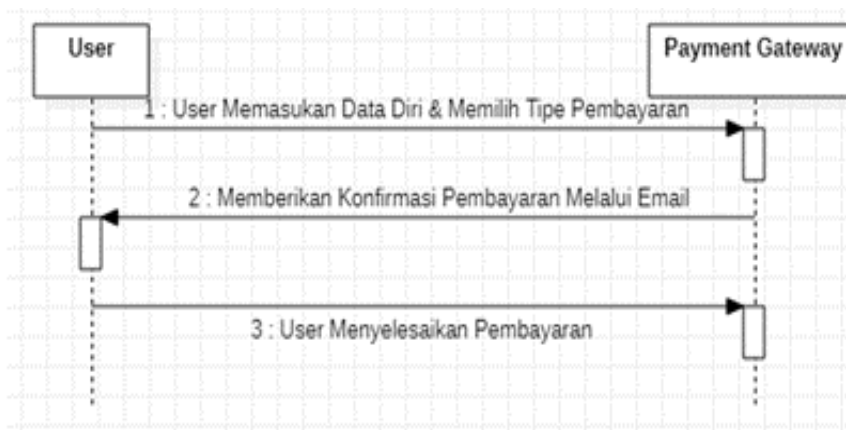 User
Payment Gateway
1 : User Memasukan Data Diri & Memilih Tipe Pembayaran
2 : Memberikan Konfirmasi Pembayaran Melalui Email
3 : User Menyelesaikan Pembayaran